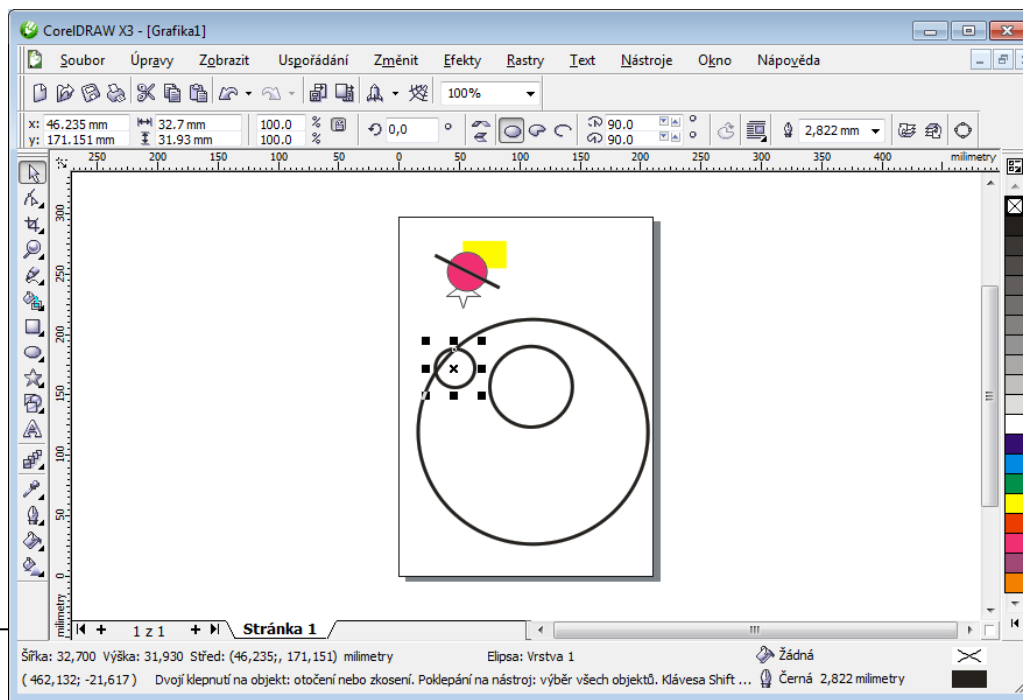 CorelDRAW X3 - [Grafika1]
Soubor Úpravy Zobrazit Uspořádání Změnit Efekty Rastry Text Nástroje Okno Nápověda
100%
x: 46.235 mm 32.7 mm 100.0 % 0,0 ° 90.0 ° 2,822 mm
y: 171.151 mm 31.93 mm 100.0 % 90.0 °
250 200 150 100 50 0 50 100 150 200 250 300 350 400 milimetry
300
250
200
150
100
50
0
milimetry
1 z 1 Stránka 1
Šířka: 32,700 Výška: 31,930 Střed: (46,235;, 171,151) milimetry Elipsa: Vrstva 1 Žádná
( 462,132; -21,617) Dvojí klepnutí na objekt: otočení nebo zkosení. Poklepání na nástroj: výběr všech objektů. Klávesa Shift ... Černá 2,822 milimetry